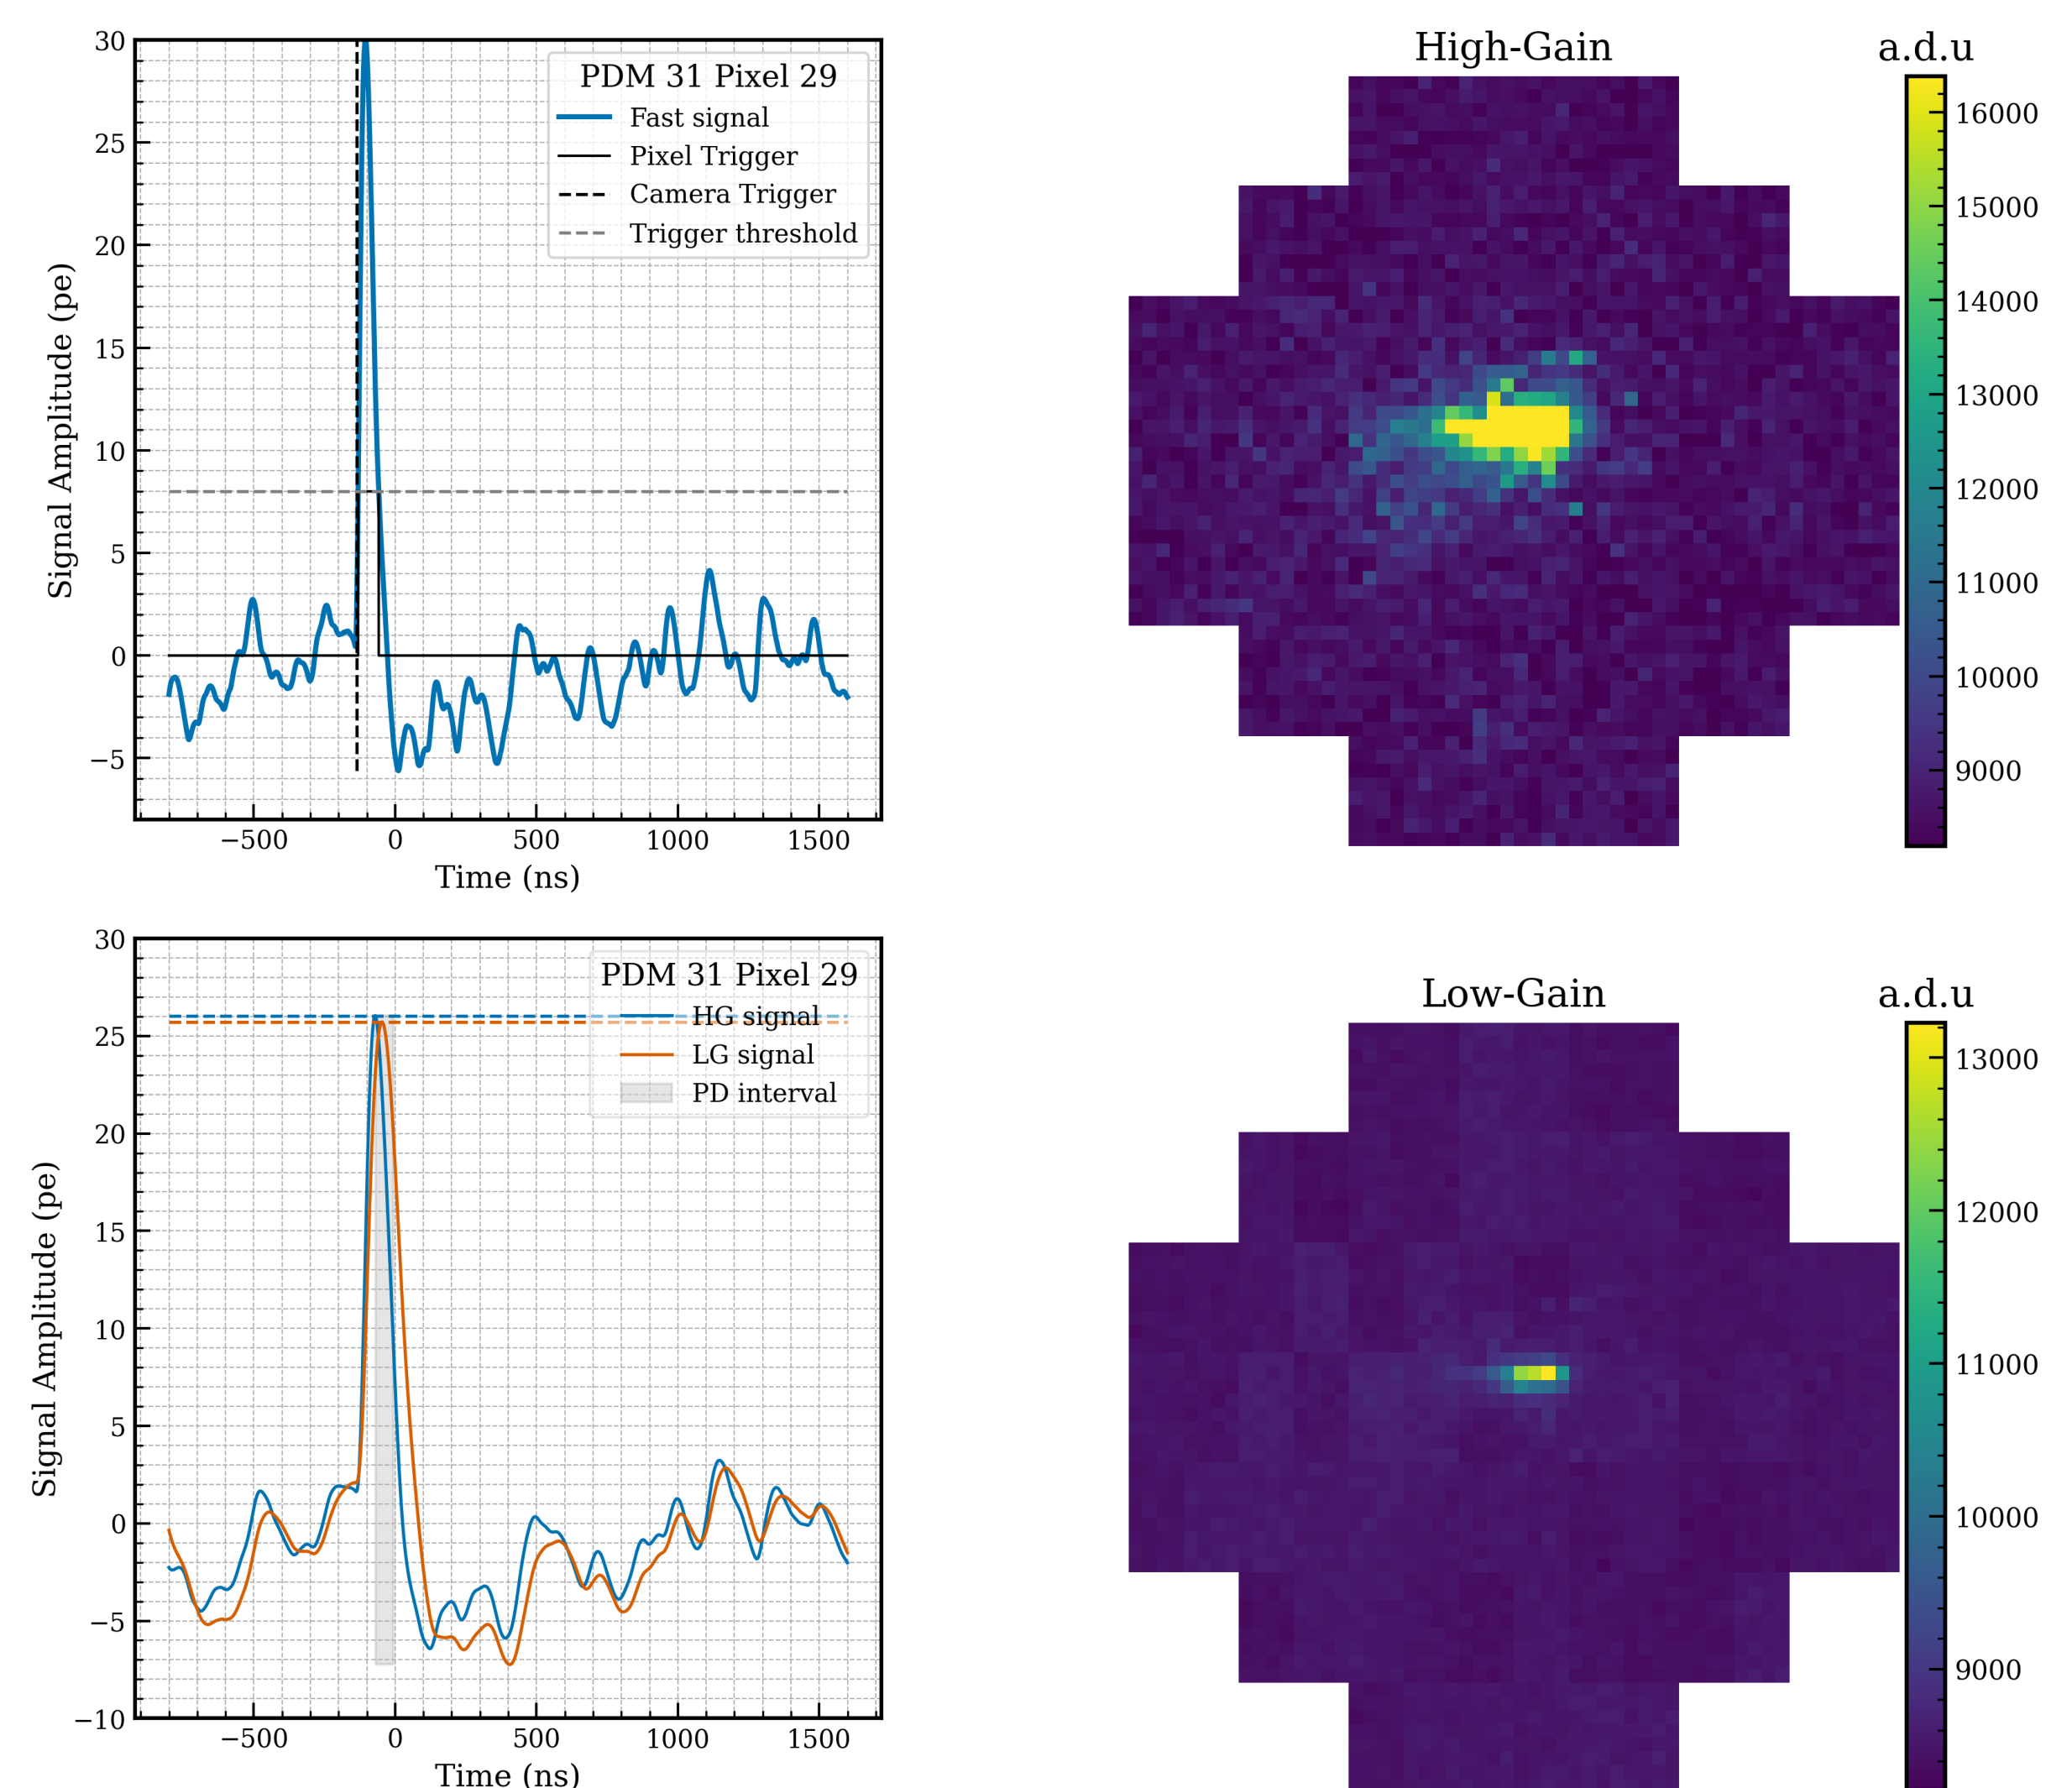 PDM 31 Pixel 29
Fast signal
Pixel Trigger
Camera Trigger
Trigger threshold
30
25
20
15
10
5
0
−5
Signal Amplitude (pe)
−500 0 500 1000 1500
Time (ns)
High-Gain
a.d.u
16000
15000
14000
13000
12000
11000
10000
9000
PDM 31 Pixel 29
HG signal
LG signal
PD interval
30
25
20
15
10
5
0
−5
−10
Signal Amplitude (pe)
−500 0 500 1000 1500
Time (ns)
Low-Gain
a.d.u
13000
12000
11000
10000
9000